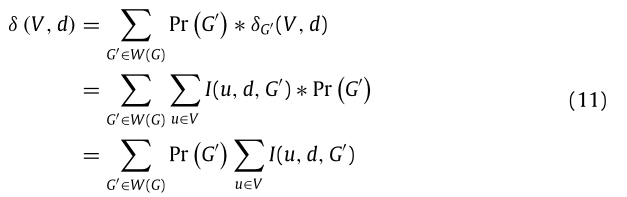 δ (V, d) = ∑_{G′∈W(G)} Pr (G′) ∗ δ_{G′}(V, d)
= ∑_{G′∈W(G)} ∑_{u∈V} I(u, d, G′) ∗ Pr (G′)
(11)
= ∑_{G′∈W(G)} Pr (G′) ∑_{u∈V} I(u, d, G′)